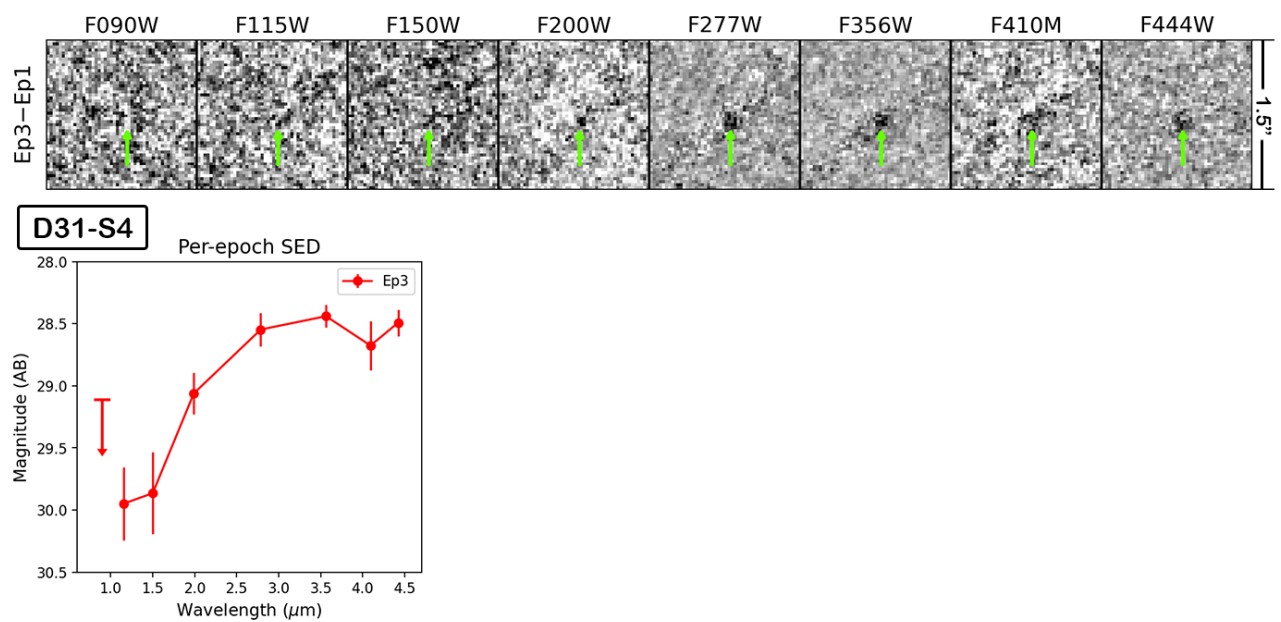 F090W F115W F150W F200W F277W F356W F410M F444W
Ep3−Ep1
1.5”
D31-S4
Per-epoch SED
Ep3
28.0
28.5
29.0
29.5
30.0
30.5
Magnitude (AB)
1.0 1.5 2.0 2.5 3.0 3.5 4.0 4.5
Wavelength (μm)